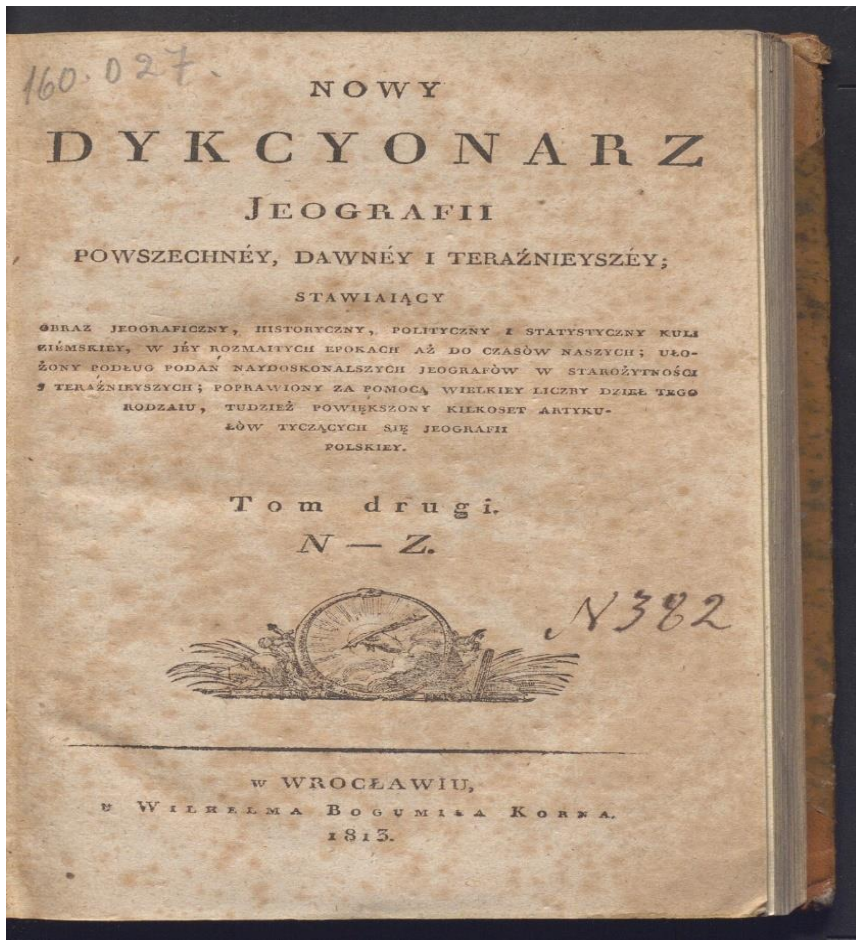 160.027.
NOWY
DYKCYONARZ
JEOGRAFII
POWSZECHNÉY, DAWNÉY I TERAŹNIEYSZÉY;
STAWIAIĄCY
OBRAZ JEOGRAFICZNY, HISTORYCZNY, POLITYCZNY I STATYSTYCZNY KULI
ZIÉMSKIEY, W JÉY ROZMAITYCH EPOKACH AŻ DO CZASÓW NASZYCH; UŁO-
ŻONY PODŁUG PODAŃ NAYDOSKONALSZYCH JEOGRAFÓW W STAROŻYTNOŚCI
I TERAŹNIEYSZYCH; POPRAWIONY ZA POMOCĄ WIELKIEY LICZBY DZIEŁ TEGO
RODZAIU, TUDZIEŻ POWIĘKSZONY KILKOSET ARTYKU-
ŁÓW TYCZĄCYCH SIĘ JEOGRAFII
POLSKIEY.
Tom drugi.
N — Z.
N 382
W WROCŁAWIU,
U WILHELMA BOGUMIŁA KORNA.
1813.